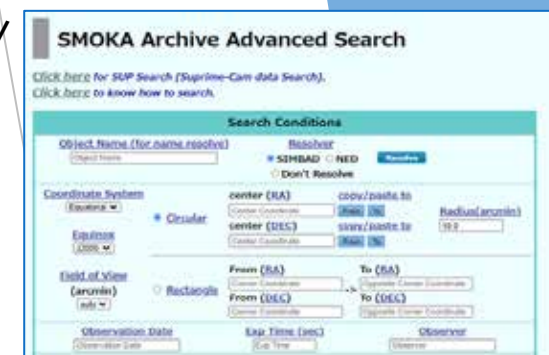 SMOKA Archive Advanced Search
Click here for SUP Search (Suprime-Cam data Search).
Click here to know how to search.
Search Conditions
Object Name (for name resolve)
Resolver
Object Name
SIMBAD NED Resolve
Don't Resolve
Coordinate System
Equatorial
Equinox
Circular
center (RA) copy/paste to
Center Coordinate
center (DEC) copy/paste to
Center Coordinate
Radius(arcmin)
10.0
Field of View
(arcmin)
Rectangle
From (RA) To (RA)
Corner Coordinate -> Opposite Corner Coordinate
From (DEC) To (DEC)
Corner Coordinate Opposite Corner Coordinate
Observation Date Exp Time (sec) Observer
Observation Date Exp Time Observer